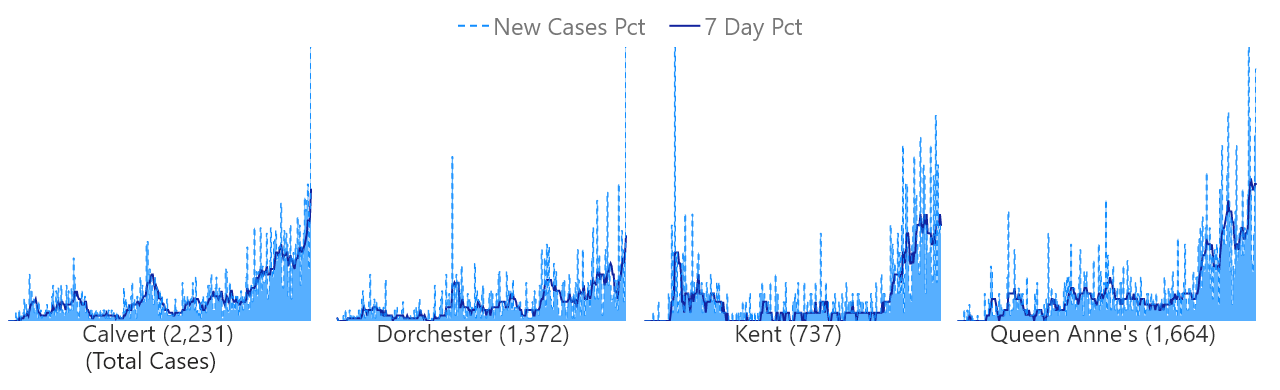 New Cases Pct 7 Day Pct
Calvert (2,231) Dorchester (1,372) Kent (737) Queen Anne's (1,664)
(Total Cases)